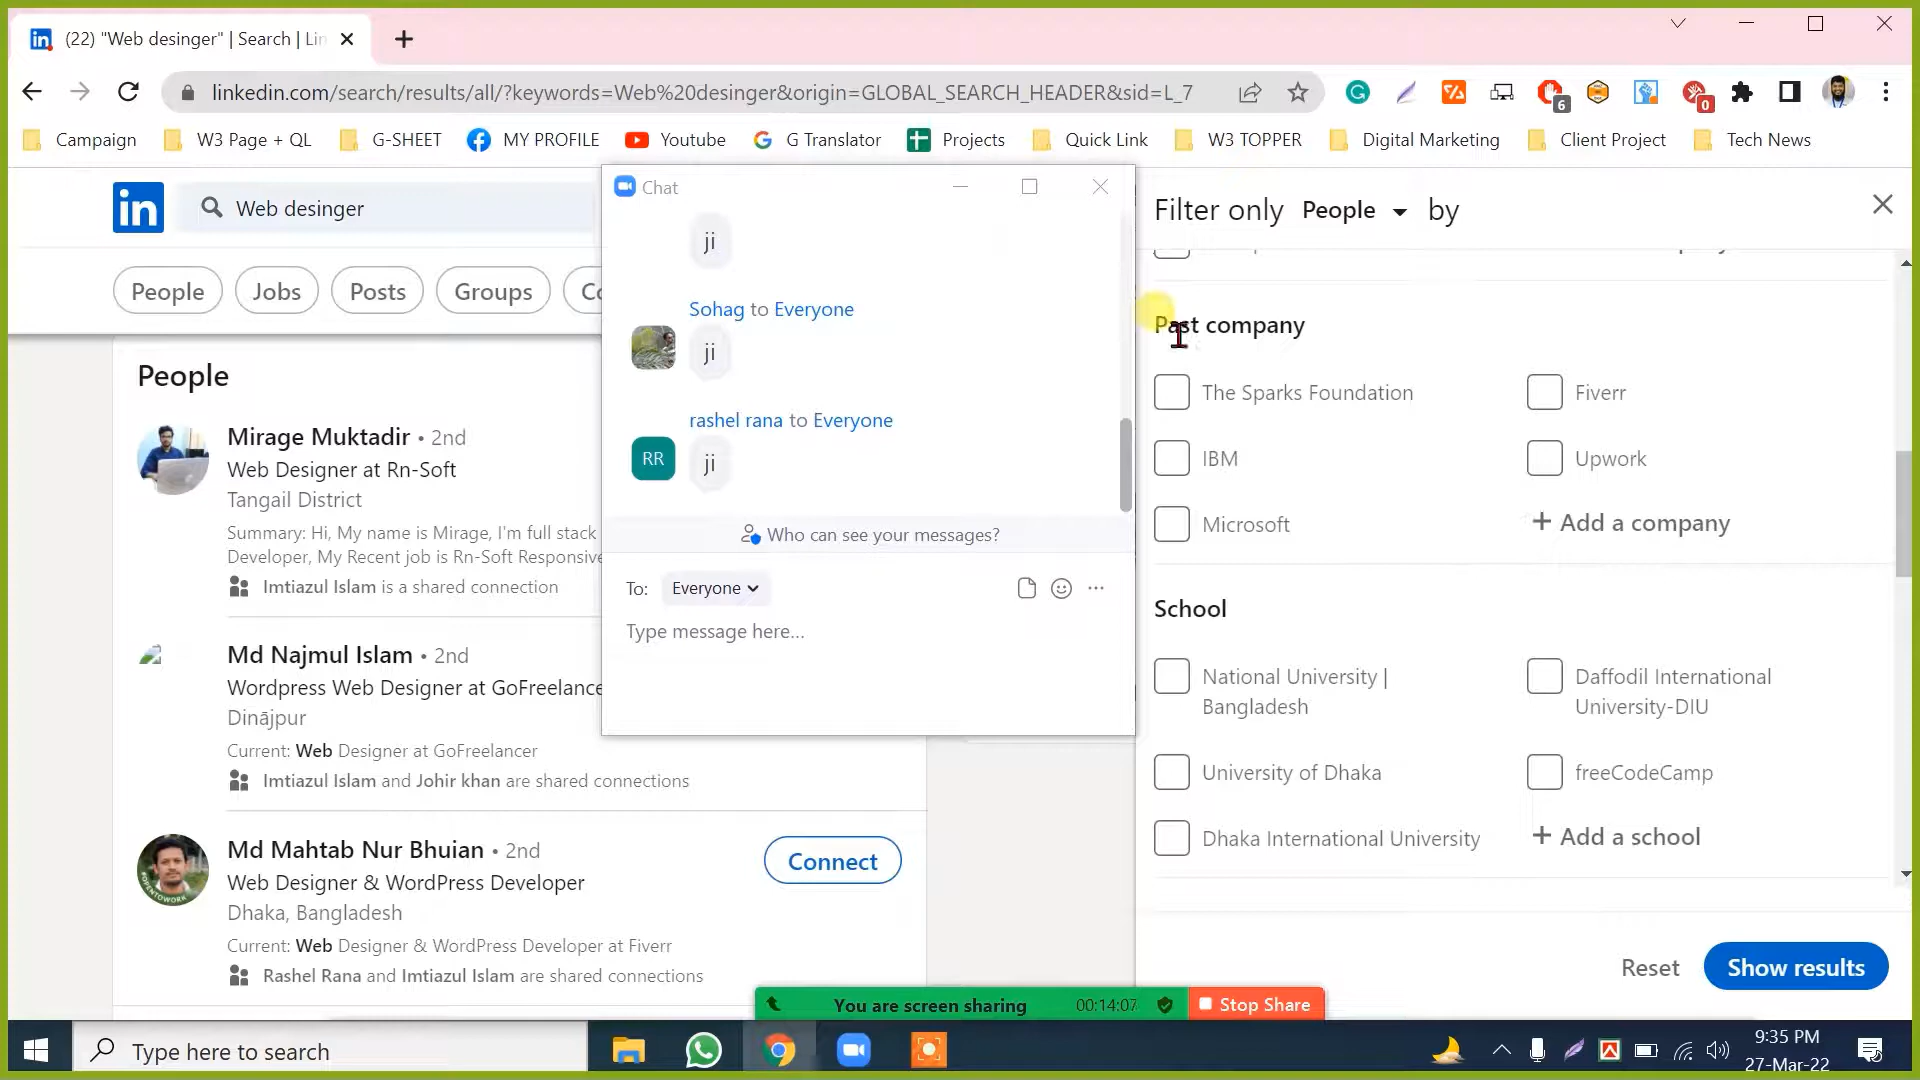 (22) "Web desinger" | Search | Lin
linkedin.com/search/results/all/?keywords=Web%20desinger&origin=GLOBAL_SEARCH_HEADER&sid=L_7
6
0
Campaign
W3 Page + QL
G-SHEET
MY PROFILE
Youtube
G Translator
Projects
Quick Link
W3 TOPPER
Digital Marketing
Client Project
Tech News
in
Web desinger
People
Jobs
Posts
Groups
Co
People
Mirage Muktadir • 2nd
Web Designer at Rn-Soft
Tangail District
Summary: Hi, My name is Mirage, I'm full stack
Developer, My Recent job is Rn-Soft Responsive
Imtiazul Islam is a shared connection
Md Najmul Islam • 2nd
Wordpress Web Designer at GoFreelance
Dinājpur
Current: Web Designer at GoFreelancer
Imtiazul Islam and Johir khan are shared connections
Md Mahtab Nur Bhuian • 2nd
Web Designer & WordPress Developer
Dhaka, Bangladesh
Current: Web Designer & WordPress Developer at Fiverr
Rashel Rana and Imtiazul Islam are shared connections
Connect
Chat
ji
Sohag to Everyone
ji
rashel rana to Everyone
RR
ji
Who can see your messages?
To: Everyone
Type message here...
Filter only People by
Past company
The Sparks Foundation
Fiverr
IBM
Upwork
Microsoft
+ Add a company
School
National University |
Bangladesh
Daffodil International
University-DIU
University of Dhaka
freeCodeCamp
Dhaka International University
+ Add a school
Reset
Show results
You are screen sharing
00:14:07
Stop Share
Type here to search
9:35 PM
27-Mar-22